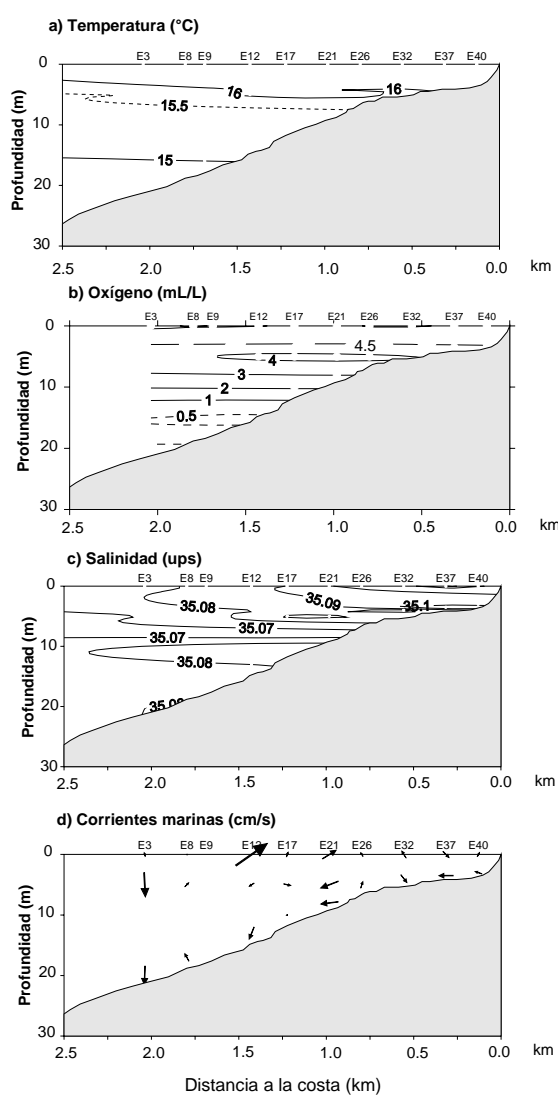 a) Temperatura (°C)
E3 E8 E9 E12 E17 E21 E26 E32 E37 E40
0
16
16
15.5
10
15
20
30
Profundidad (m)
2.5 2.0 1.5 1.0 0.5 0.0 km
b) Oxígeno (mL/L)
E3 E8 E9 E12 E17 E21 E26 E32 E37 E40
0
4.5
4
3
10
2
1
0.5
20
30
Profundidad (m)
2.5 2.0 1.5 1.0 0.5 0.0 km
c) Salinidad (ups)
E3 E8 E9 E12 E17 E21 E26 E32 E37 E40
0
35.08 35.09 35.1
35.07
35.07
10
35.08
20
30
Profundidad (m)
2.5 2.0 1.5 1.0 0.5 0.0 km
d) Corrientes marinas (cm/s)
E3 E8 E9 E12 E17 E21 E26 E32 E37 E40
0
10
20
30
Profundidad (m)
2.5 2.0 1.5 1.0 0.5 0.0 km
Distancia a la costa (km)